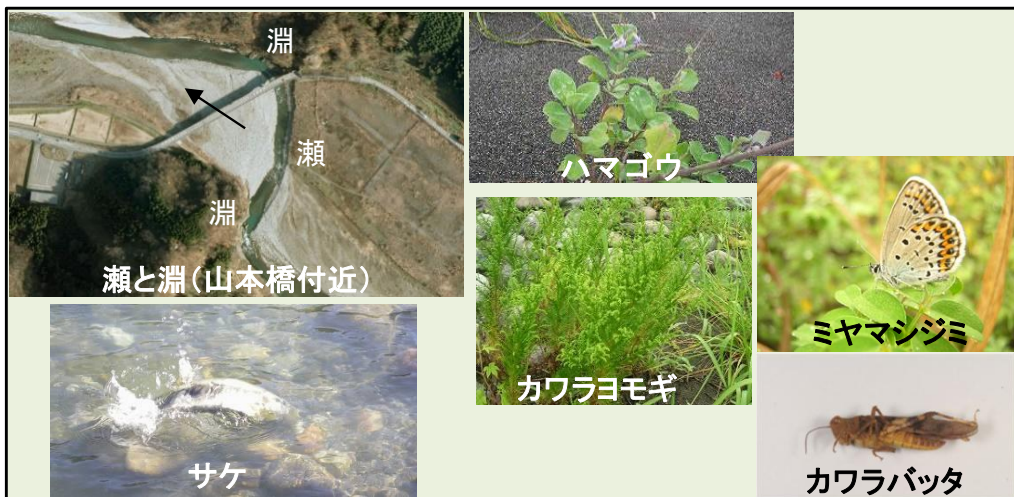 淵
瀬
淵
瀬と淵(山本橋付近)
サケ
ハマゴウ
カワラヨモギ
ミヤマシジミ
カワラバッタ